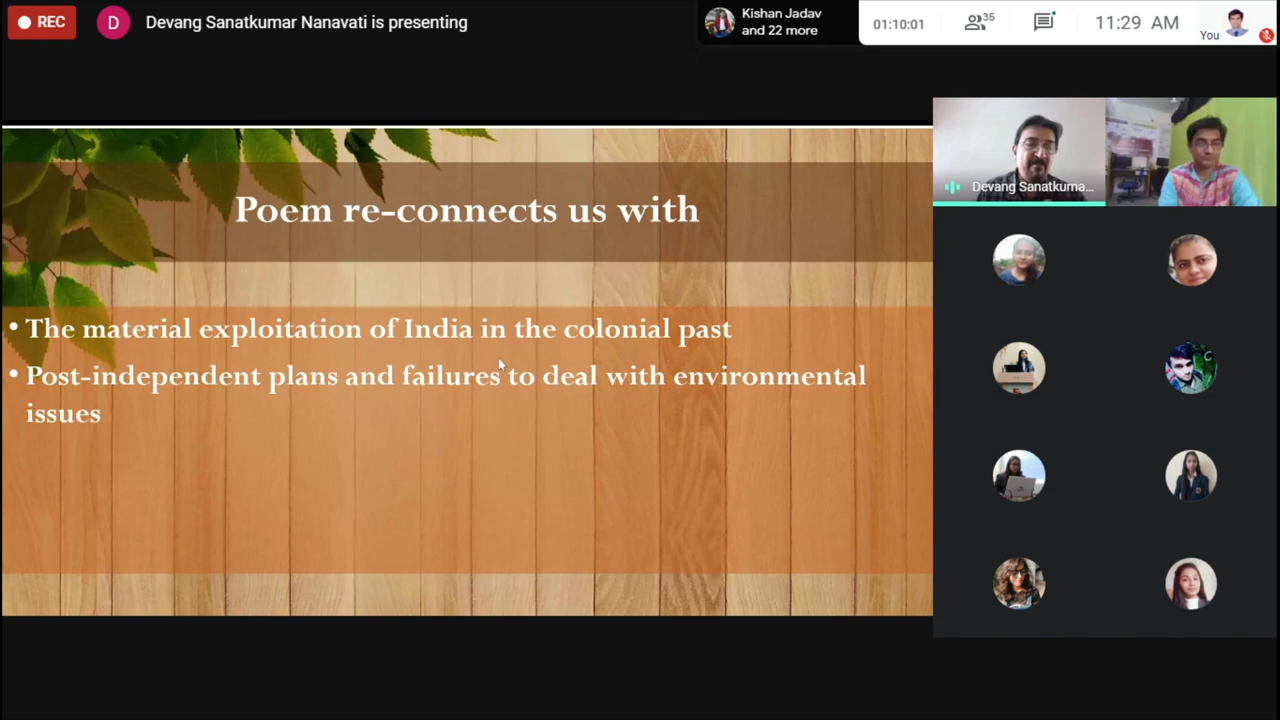 REC
D
Devang Sanatkumar Nanavati is presenting
Kishan Jadav
and 22 more
01:10:01
35
11:29 AM
You
Devang Sanatkuma...
Poem re-connects us with
• The material exploitation of India in the colonial past
• Post-independent plans and failures to deal with environmental
issues